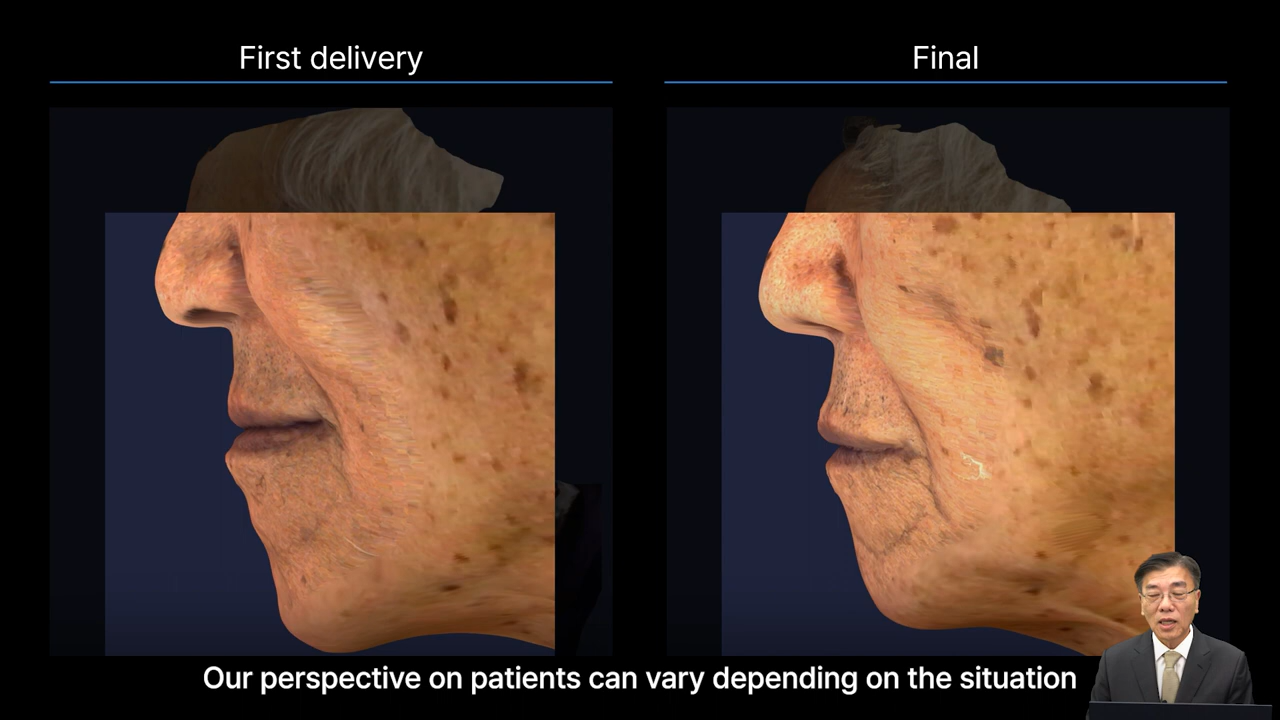 First delivery
Final
Our perspective on patients can vary depending on the situation